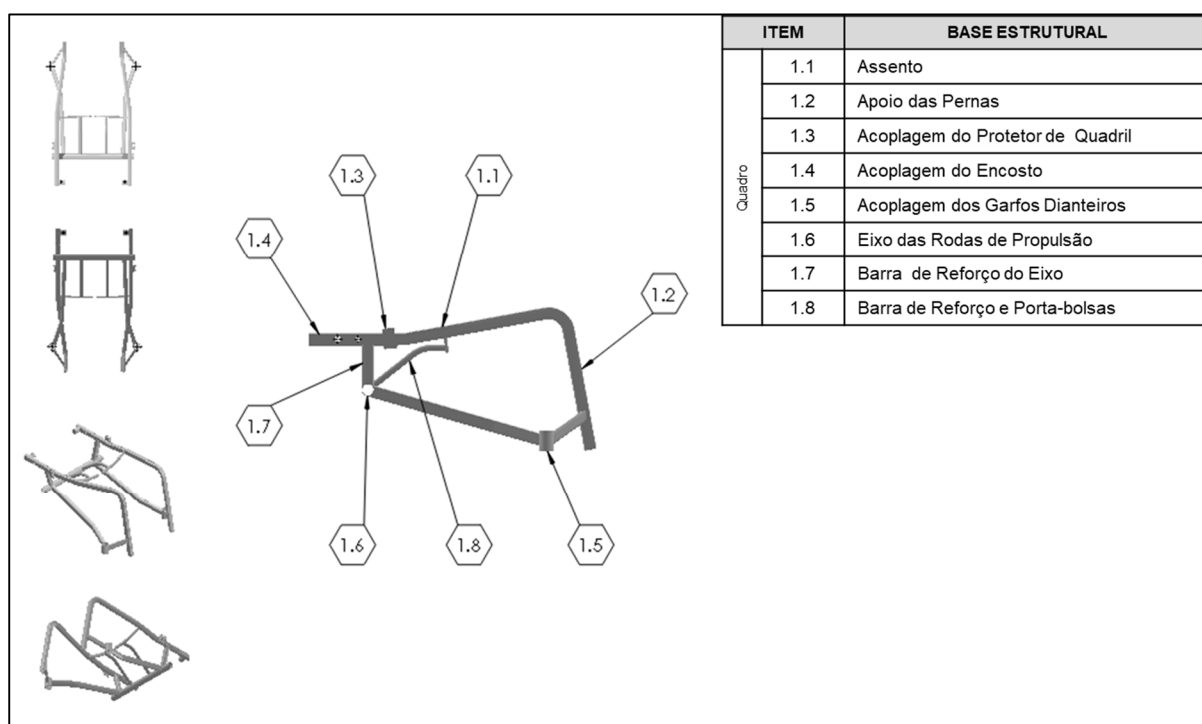 ITEM BASE ESTRUTURAL
Quadro
1.1 Assento
1.2 Apoio das Pernas
1.3 Acoplagem do Protetor de Quadril
1.4 Acoplagem do Encosto
1.5 Acoplagem dos Garfos Dianteiros
1.6 Eixo das Rodas de Propulsão
1.7 Barra de Reforço do Eixo
1.8 Barra de Reforço e Porta-bolsas
1.3
1.1
1.4
1.2
1.7
1.6
1.8
1.5